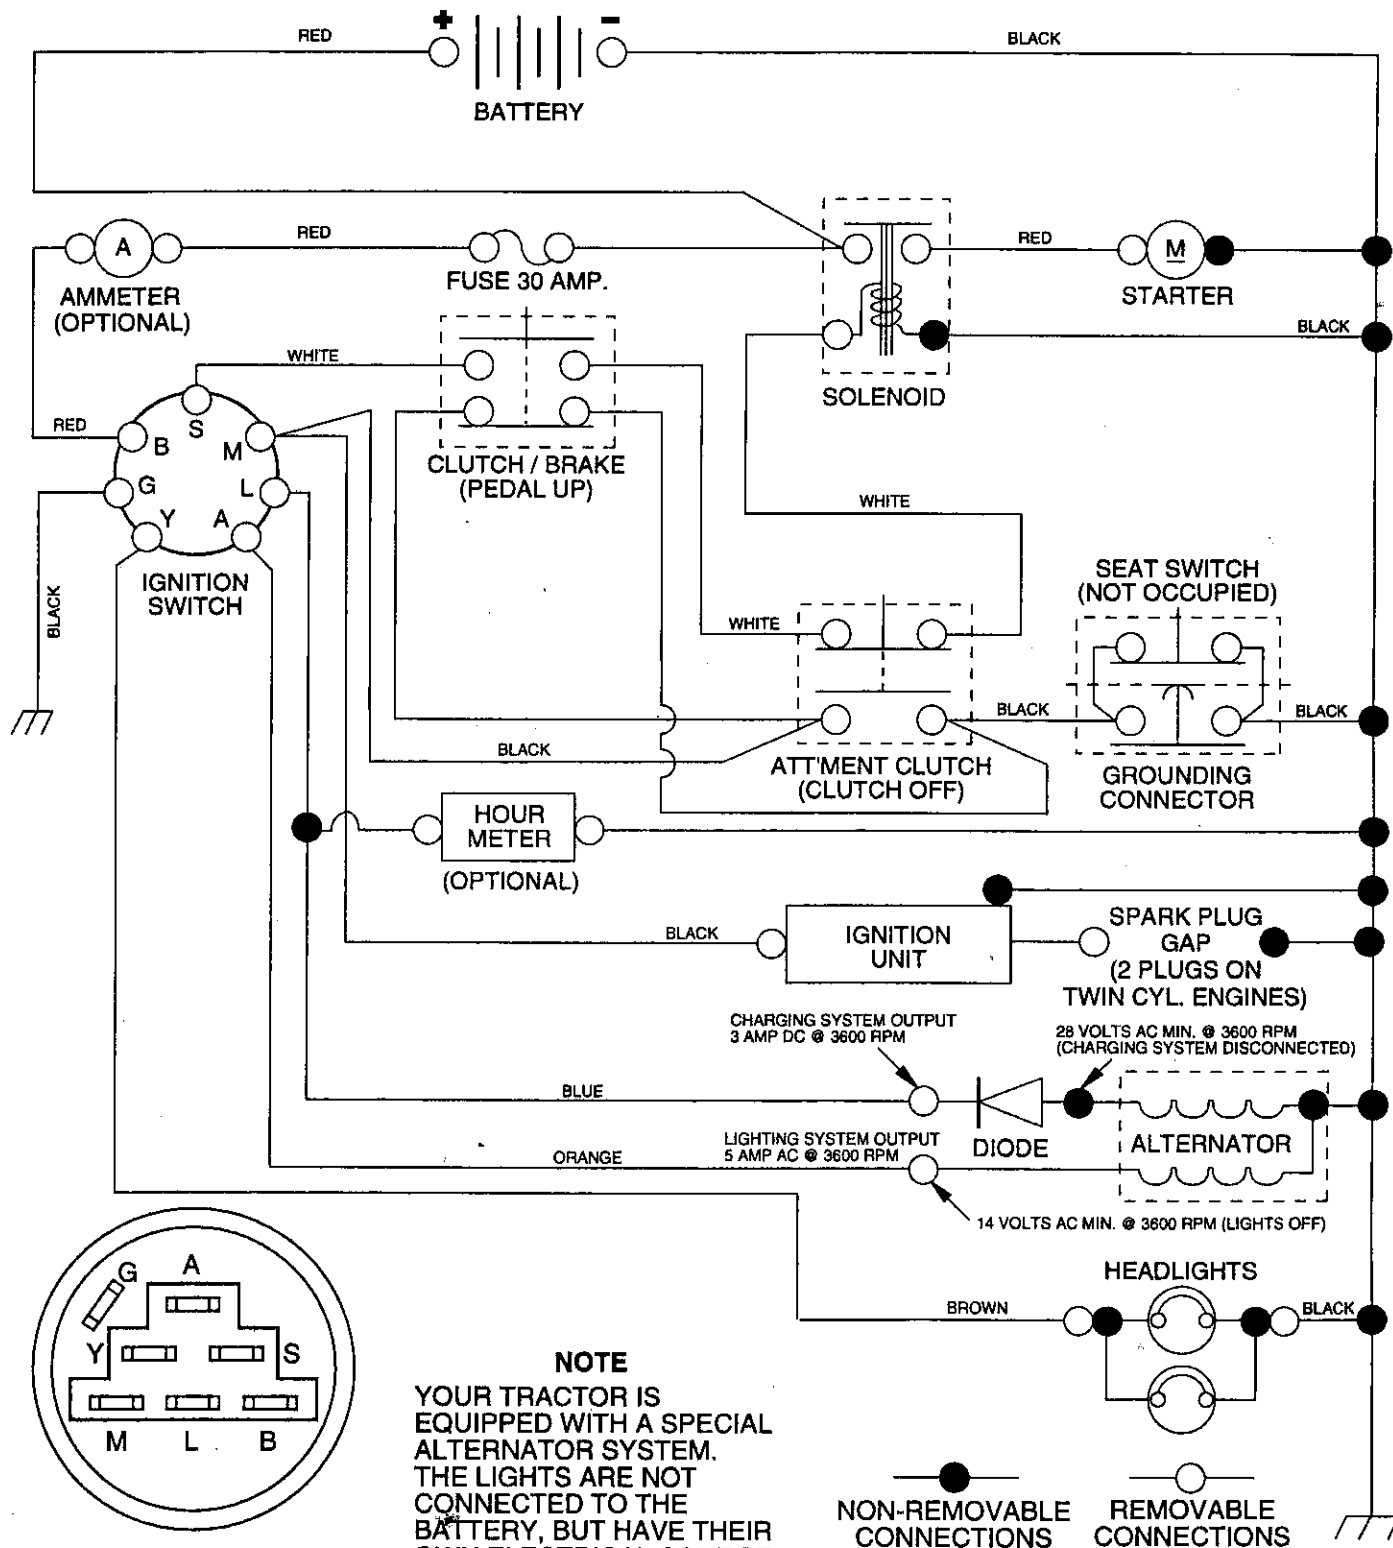 + -
RED
BLACK
BATTERY
A
RED
RED
M
FUSE 30 AMP.
AMMETER
(OPTIONAL)
STARTER
BLACK
WHITE
SOLENOID
RED
S
B
M
G
L
Y
A
CLUTCH / BRAKE
(PEDAL UP)
WHITE
IGNITION
SWITCH
BLACK
SEAT SWITCH
(NOT OCCUPIED)
WHITE
BLACK
BLACK
BLACK
ATT'MENT CLUTCH
(CLUTCH OFF)
GROUNDING
CONNECTOR
HOUR
METER
(OPTIONAL)
BLACK
IGNITION
UNIT
SPARK PLUG
GAP
(2 PLUGS ON
TWIN CYL. ENGINES)
CHARGING SYSTEM OUTPUT
3 AMP DC @ 3600 RPM
28 VOLTS AC MIN. @ 3600 RPM
(CHARGING SYSTEM DISCONNECTED)
BLUE
DIODE
ALTERNATOR
LIGHTING SYSTEM OUTPUT
5 AMP AC @ 3600 RPM
ORANGE
14 VOLTS AC MIN. @ 3600 RPM (LIGHTS OFF)
HEADLIGHTS
BROWN
BLACK
G
A
Y
S
M L B
NOTE
YOUR TRACTOR IS
EQUIPPED WITH A SPECIAL
ALTERNATOR SYSTEM.
THE LIGHTS ARE NOT
CONNECTED TO THE
BATTERY, BUT HAVE THEIR
NON-REMOVABLE
CONNECTIONS
REMOVABLE
CONNECTIONS